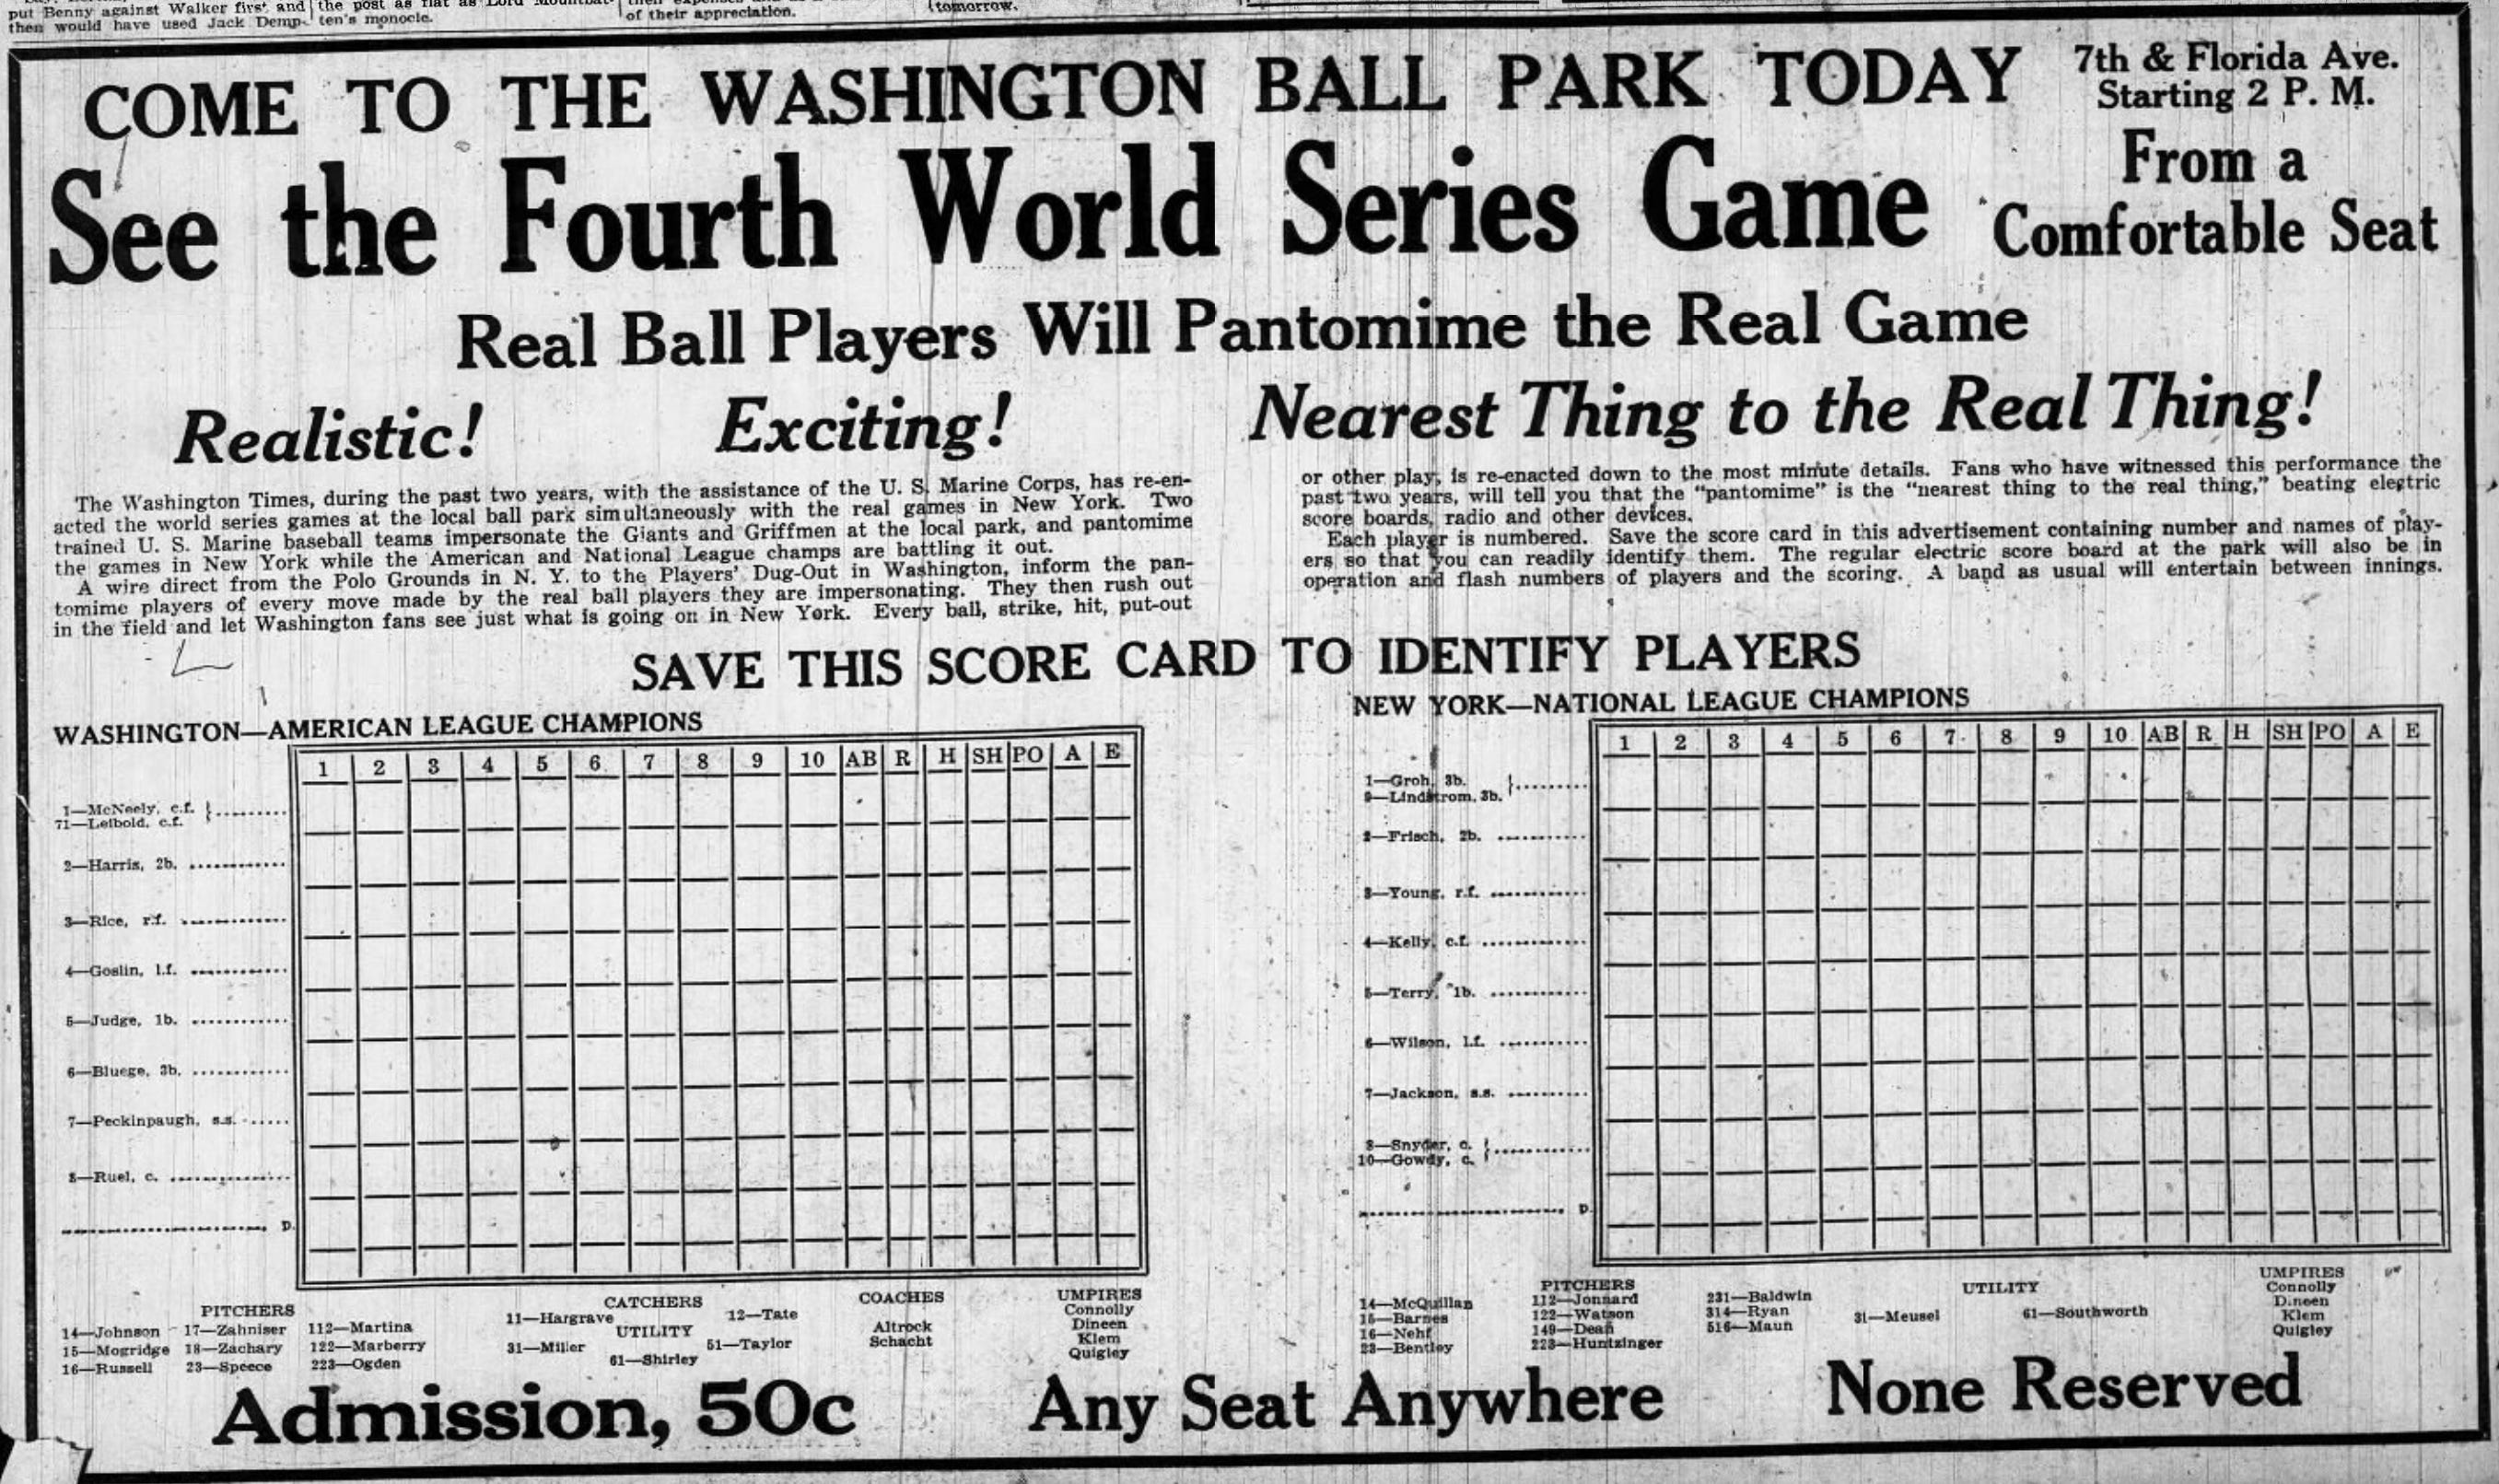 put Benny against Walker first and
then would have used Jack Demp-
the post as flat as Lord Mountbat-
ten's monocle.
of their appreciation.
tomorrow.
COME TO THE WASHINGTON BALL PARK TODAY
7th & Florida Ave.
Starting 2 P. M.
See the Fourth World Series Game
From a
Comfortable Seat
Real Ball Players Will Pantomime the Real Game
Realistic! Exciting! Nearest Thing to the Real Thing!
The Washington Times, during the past two years, with the assistance of the U. S. Marine Corps, has re-en-
acted the world series games at the local ball park simultaneously with the real games in New York. Two
trained U. S. Marine baseball teams impersonate the Giants and Griffmen at the local park, and pantomime
the games in New York while the American and National League champs are battling it out.
A wire direct from the Polo Grounds in N. Y. to the Players' Dug-Out in Washington, inform the pan-
tomime players of every move made by the real ball players they are impersonating. They then rush out
in the field and let Washington fans see just what is going on in New York. Every ball, strike, hit, put-out
or other play, is re-enacted down to the most minute details. Fans who have witnessed this performance the
past two years, will tell you that the "pantomime" is the "nearest thing to the real thing," beating electric
score boards, radio and other devices.
Each player is numbered. Save the score card in this advertisement containing number and names of play-
ers so that you can readily identify them. The regular electric score board at the park will also be in
operation and flash numbers of players and the scoring. A band as usual will entertain between innings.
SAVE THIS SCORE CARD TO IDENTIFY PLAYERS
WASHINGTON—AMERICAN LEAGUE CHAMPIONS
1 2 3 4 5 6 7 8 9 10 AB R H SH PO A E
1—McNeely, c.f.
71—Leibold, c.f.
2—Harris, 2b.
3—Rice, r.f.
4—Goslin, l.f.
5—Judge, 1b.
6—Bluege, 3b.
7—Peckinpaugh, s.s.
8—Ruel, c.
p.
PITCHERS
14—Johnson 17—Zahniser 112—Martina
15—Mogridge 18—Zachary 122—Marberry
16—Russell 23—Speece 223—Ogden
CATCHERS
11—Hargrave 12—Tate
UTILITY
31—Miller 51—Taylor
61—Shirley
COACHES
Altrock
Schacht
UMPIRES
Connolly
Dineen
Klem
Quigley
NEW YORK—NATIONAL LEAGUE CHAMPIONS
1 2 3 4 5 6 7 8 9 10 AB R H SH PO A E
1—Groh, 3b.
9—Lindstrom, 3b.
2—Frisch, 2b.
3—Young, r.f.
4—Kelly, c.f.
5—Terry, 1b.
6—Wilson, l.f.
7—Jackson, s.s.
8—Snyder, c.
10—Gowdy, c.
p.
PITCHERS
14—McQuillan 112—Jonnard 231—Baldwin
15—Barnes 122—Watson 314—Ryan
16—Nehf 149—Dean 516—Maun
23—Bentley 223—Huntzinger
UTILITY
31—Meusel 61—Southworth
UMPIRES
Connolly
Dineen
Klem
Quigley
Admission, 50c Any Seat Anywhere None Reserved